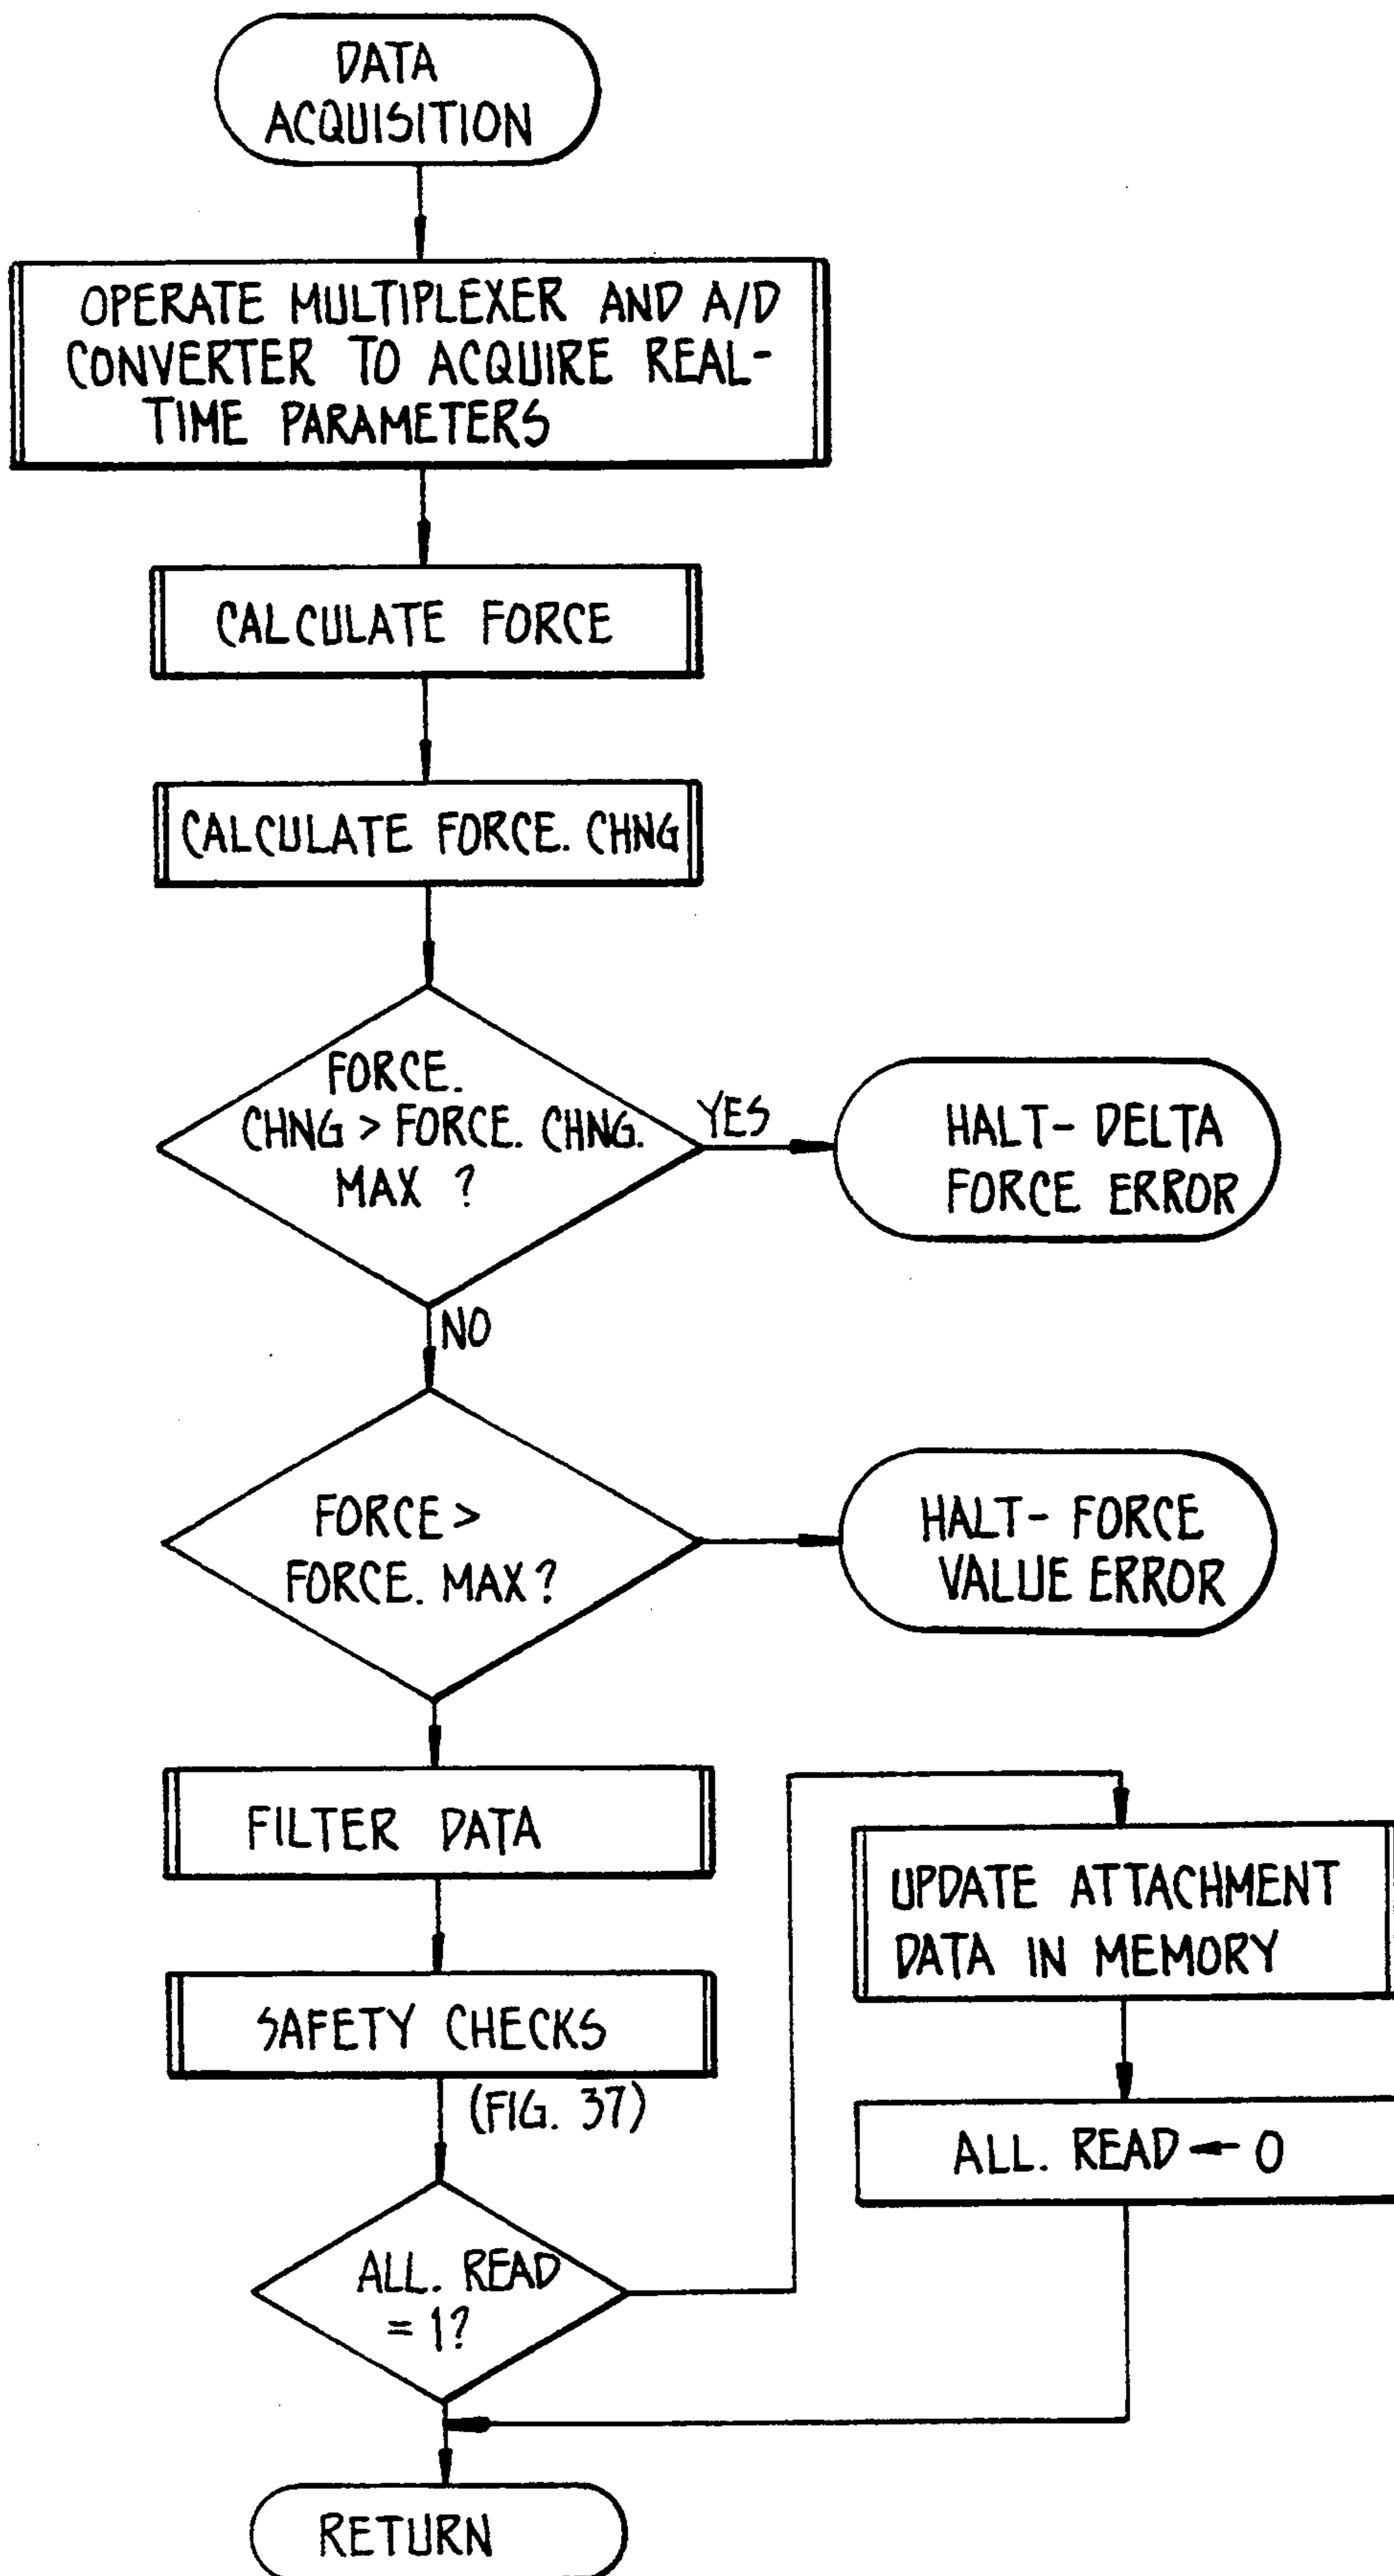 DATA
ACQUISITION
OPERATE MULTIPLEXER AND A/D
CONVERTER TO ACQUIRE REAL-
TIME PARAMETERS
CALCULATE FORCE
CALCULATE FORCE. CHNG
FORCE.
CHNG > FORCE. CHNG.
MAX ?
YES
HALT- DELTA
FORCE ERROR
NO
FORCE >
FORCE. MAX?
HALT- FORCE
VALUE ERROR
FILTER DATA
SAFETY CHECKS
(FIG. 37)
ALL. READ
= 1?
UPDATE ATTACHMENT
DATA IN MEMORY
ALL. READ ← 0
RETURN